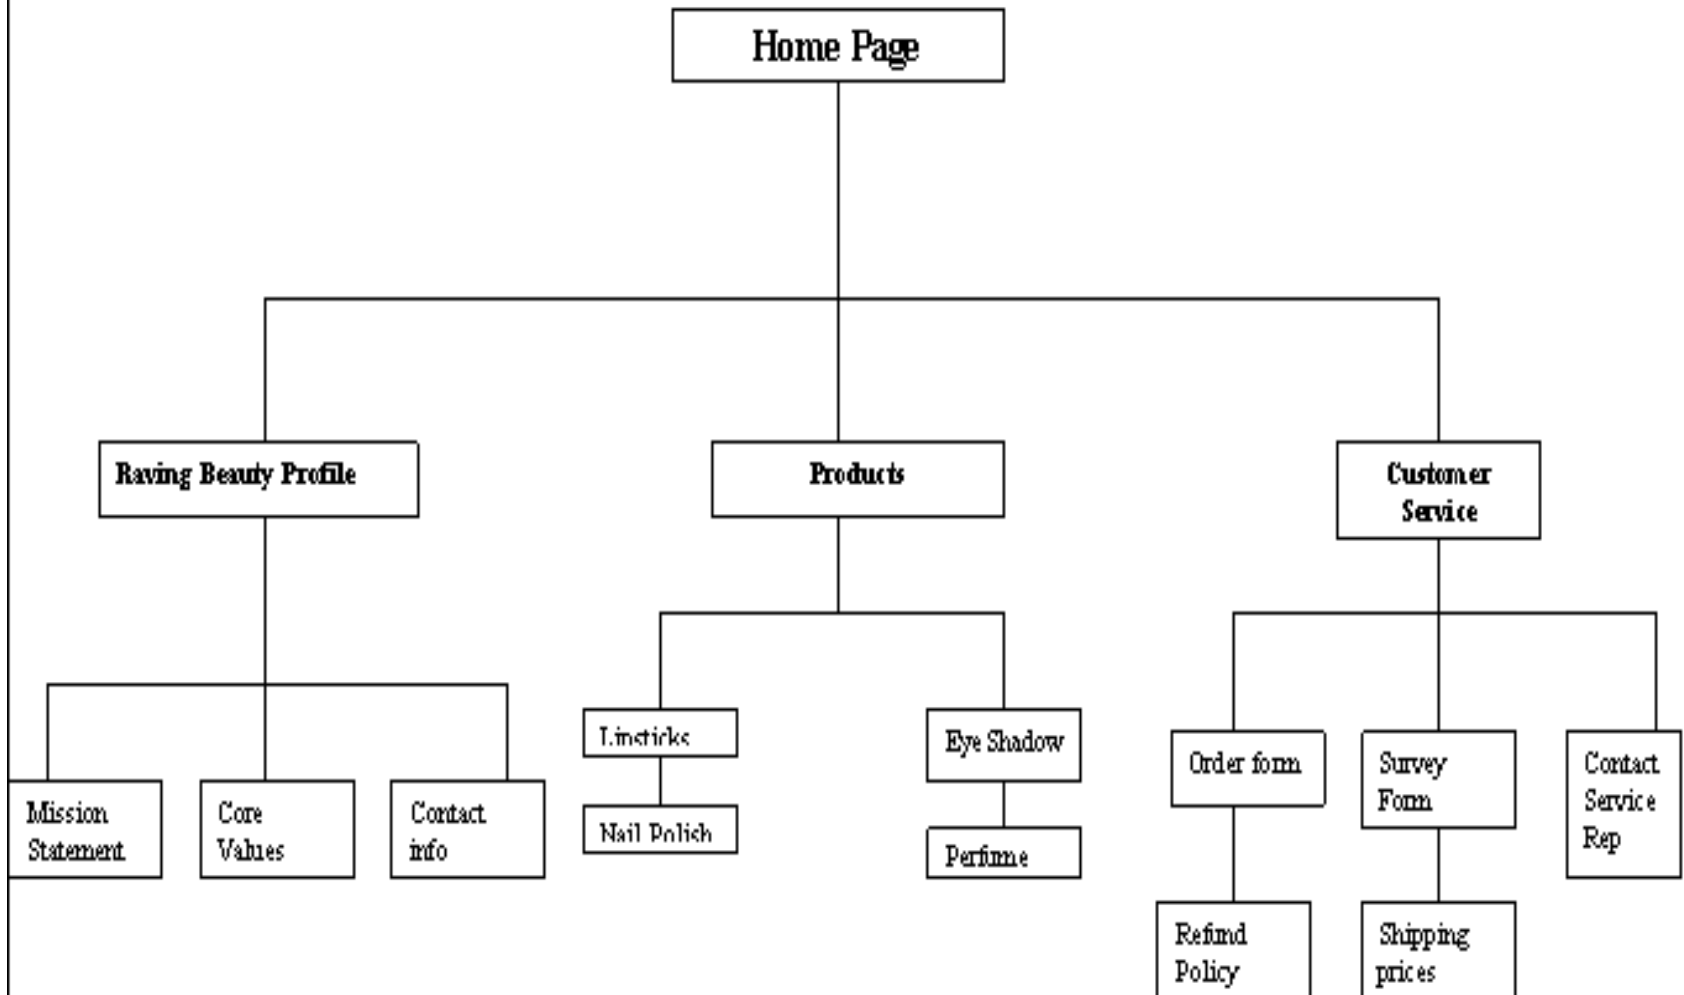 Home Page
Raving Beauty Profile
Products
Customer
Service
Mission
Statement
Core
Values
Contact
info
Lipsticks
Nail Polish
Eye Shadow
Perfume
Order form
Refund
Policy
Survey
Form
Shipping
prices
Contact
Service
Rep